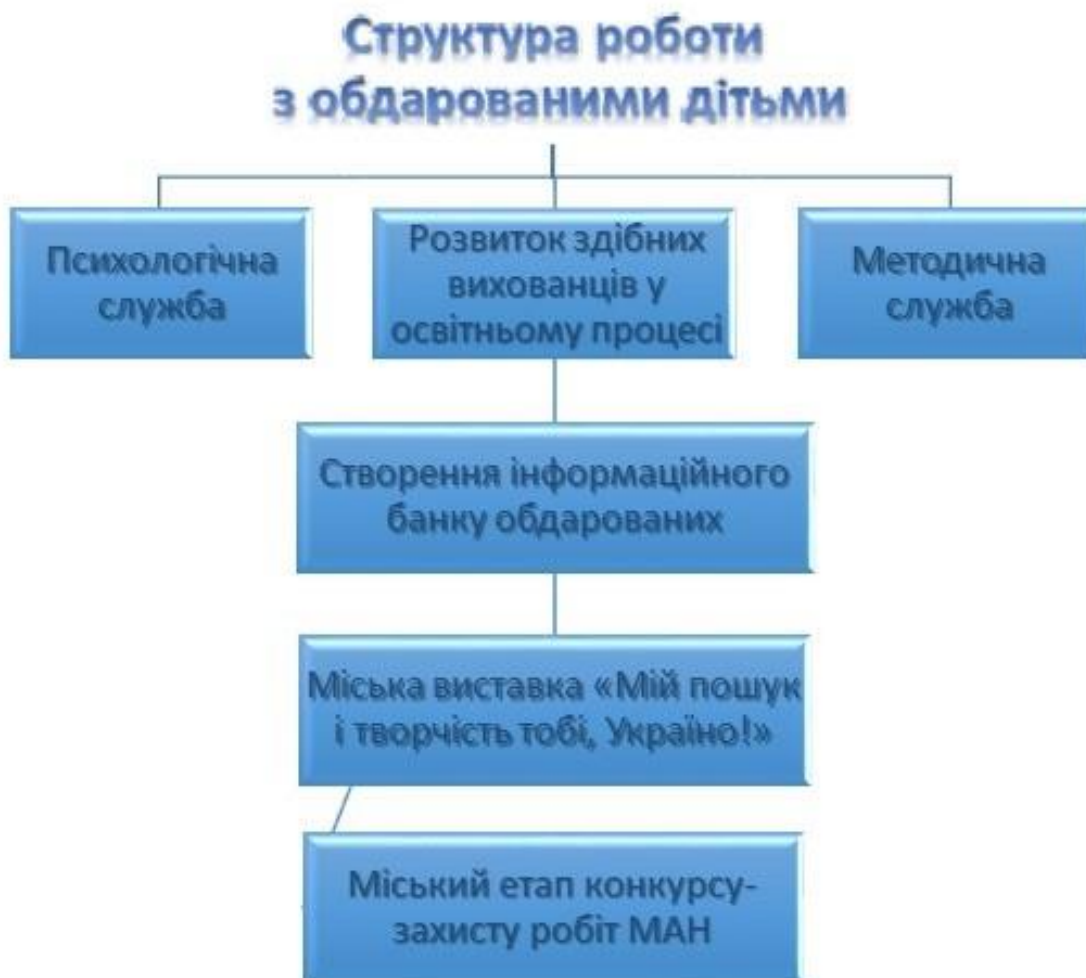 Структура роботи
з обдарованими дітьми
Психологічна
служба
Розвиток здібних
вихованців у
освітньому процесі
Методична
служба
Створення інформаційного
банку обдарованих
Міська виставка «Мій пошук
і творчість тобі, Україно!»
Міський етап конкурсу-
захисту робіт МАН